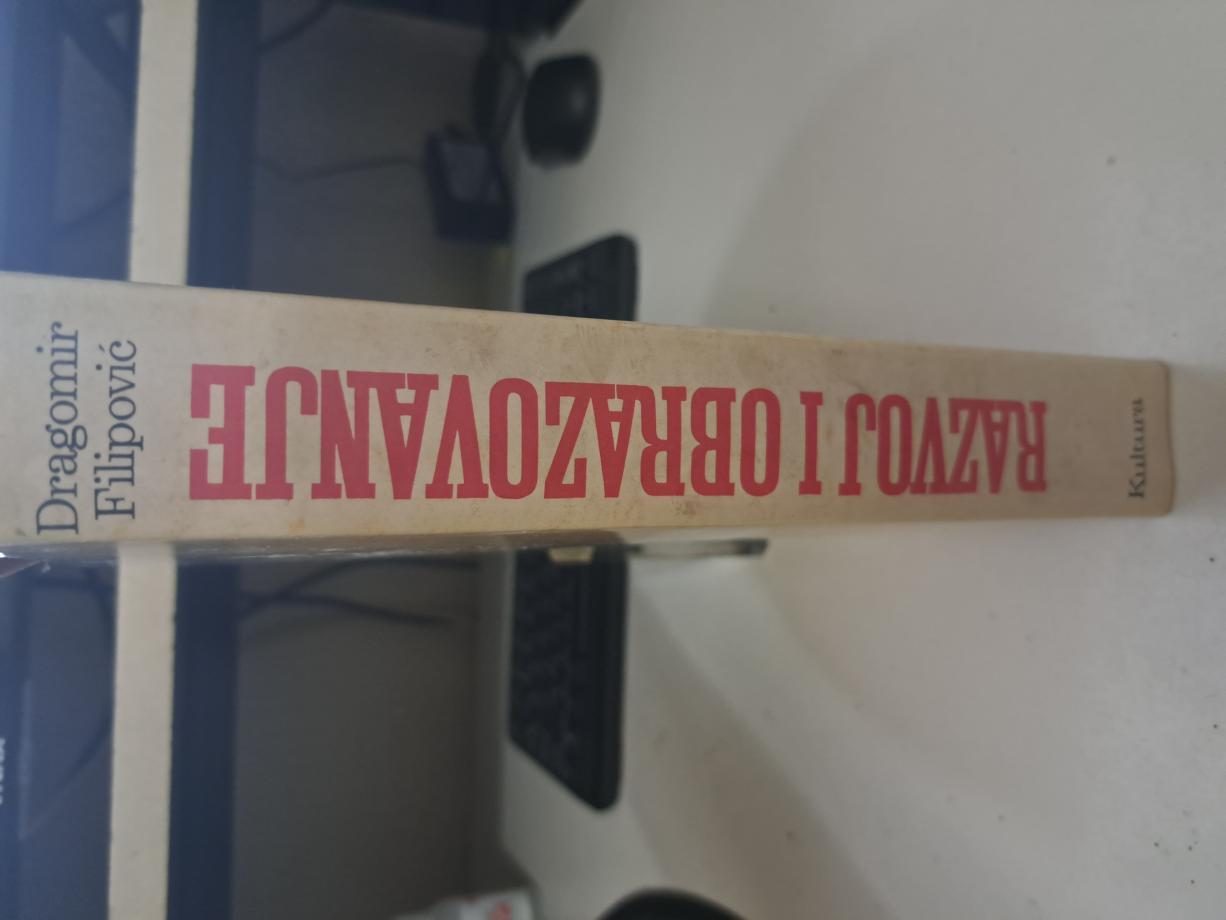 Dragomir
Filipović
RAZVOJ I OBRAZOVANJE
Kultura